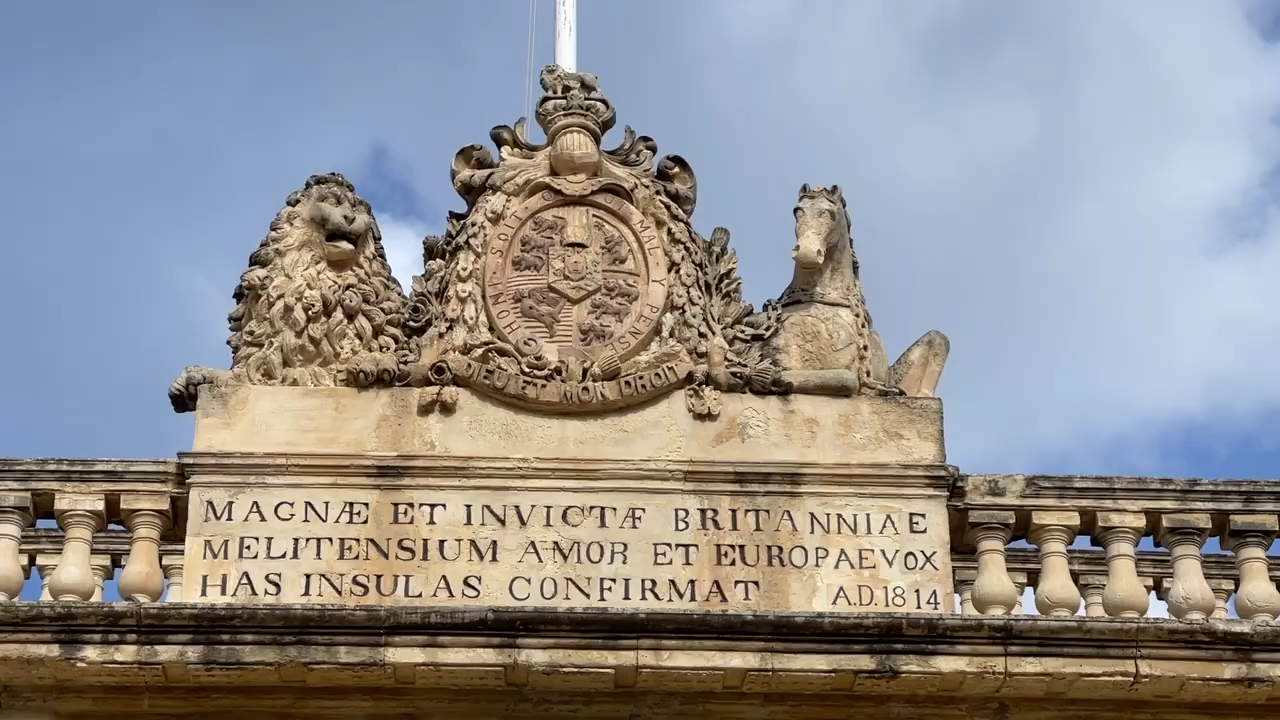 HONI SOIT Q UI MAL Y PENSE
DIEU ET MON DROIT
MAGNÆ ET INVICTÆ BRITANNIAE
MELITENSIUM AMOR ET EUROPAE VOX
HAS INSULAS CONFIRMAT A.D. 1814